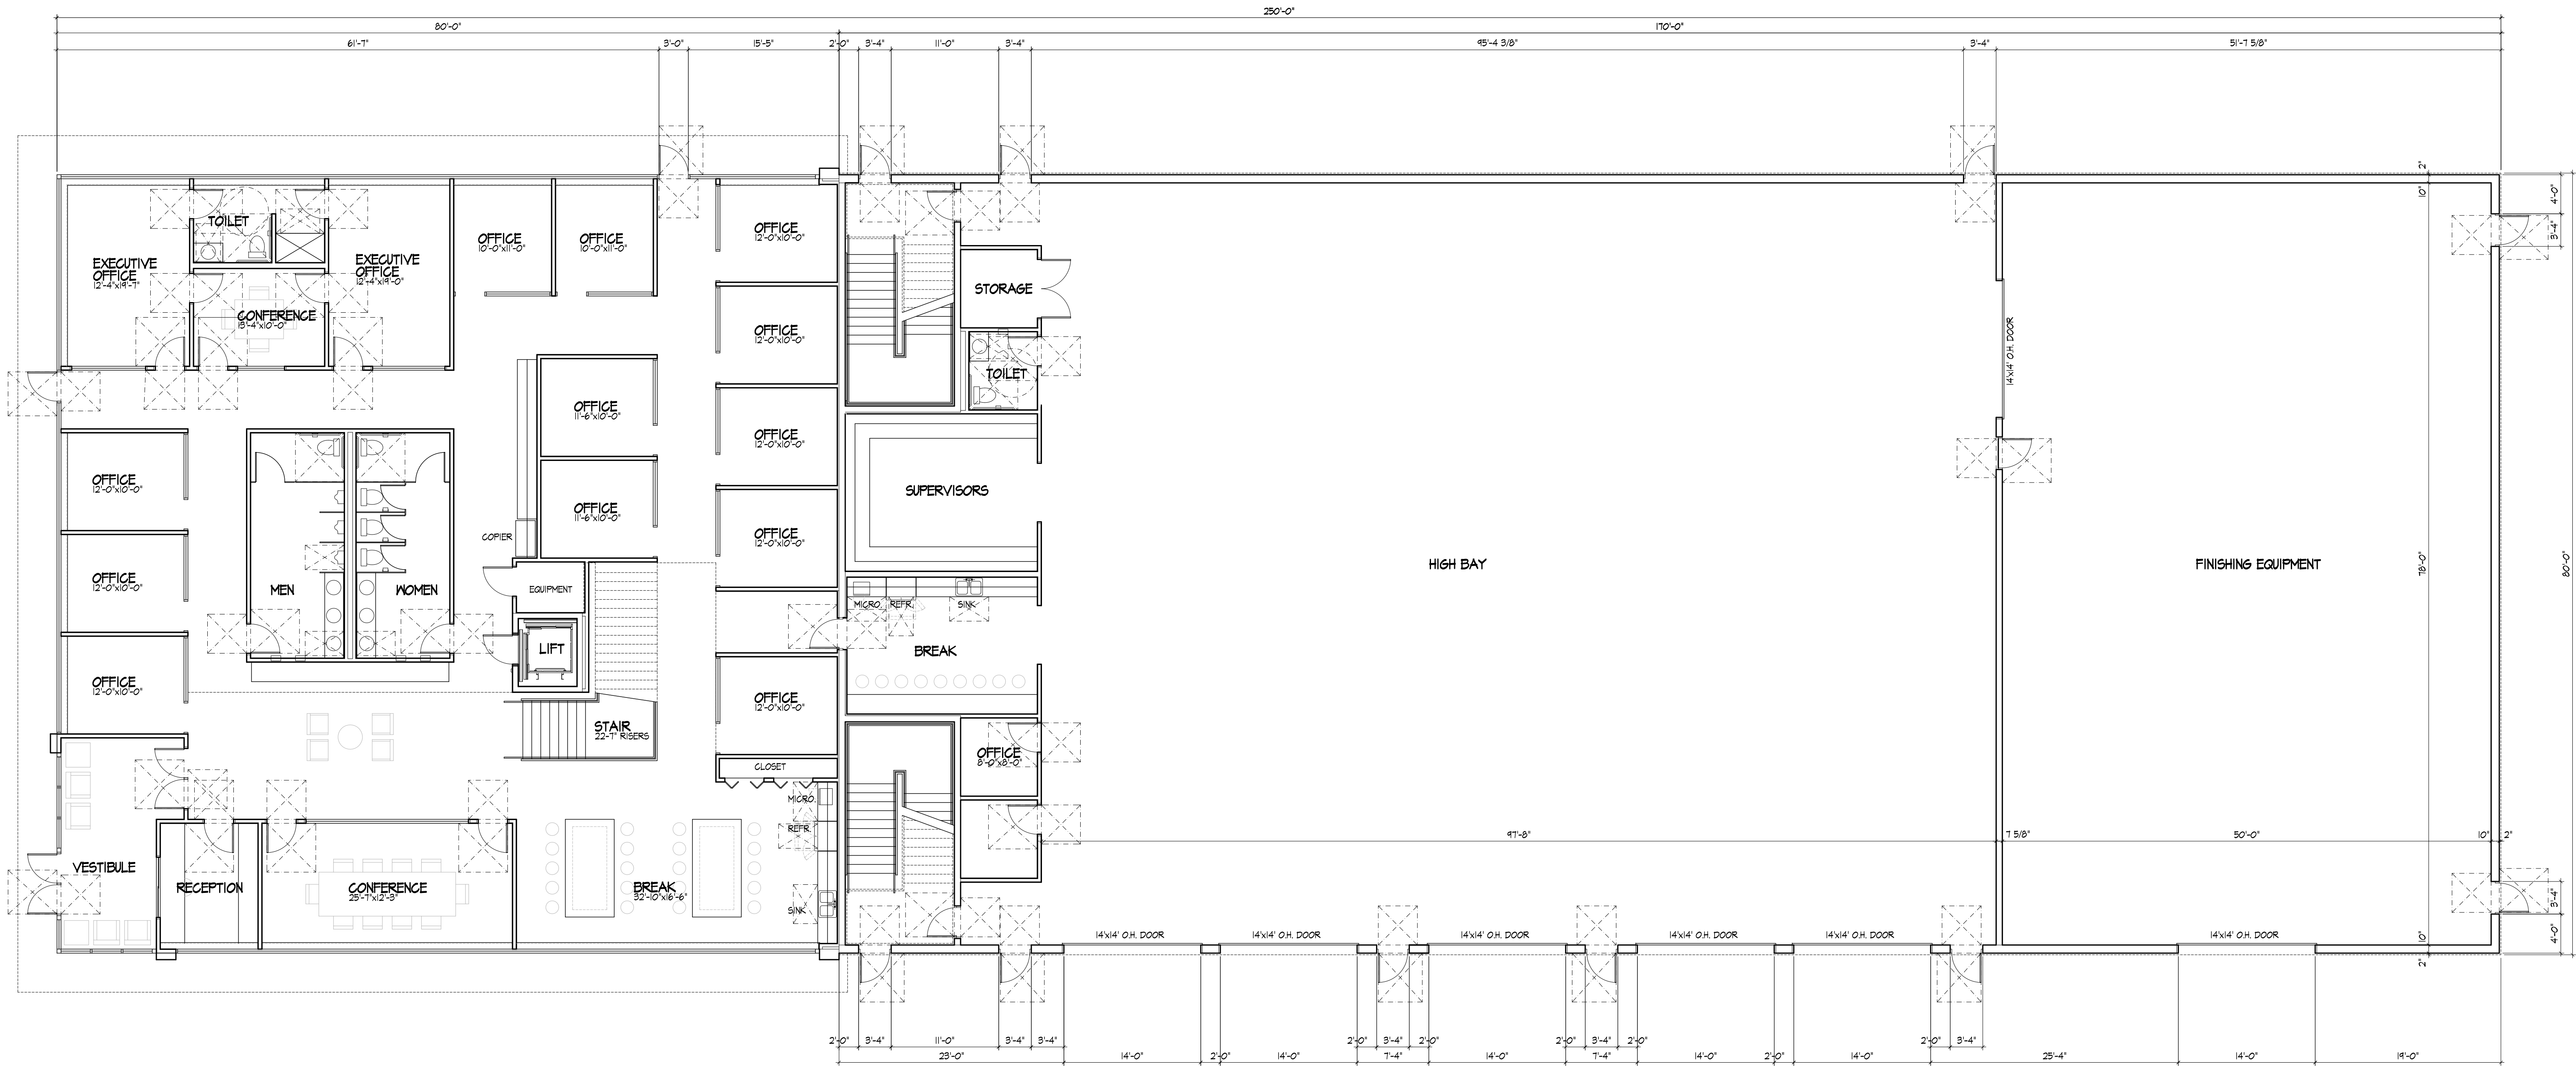 250'-0"
80'-0"
170'-0"
61'-7"
3'-0"
15'-5"
2'-0"
3'-4"
11'-0"
3'-4"
95'-4 3/8"
3'-4"
51'-7 5/8"
2"
10"
4'-0"
3'-4"
TOILET
EXECUTIVE
OFFICE
12'-4"x19'-7"
EXECUTIVE
OFFICE
12'-4"x19'-0"
CONFERENCE
13'-4"x10'-0"
OFFICE
10'-0"x11'-0"
OFFICE
10'-0"x11'-0"
OFFICE
12'-0"x10'-0"
OFFICE
12'-0"x10'-0"
STORAGE
TOILET
14'x14' O.H. DOOR
OFFICE
11'-6"x10'-0"
OFFICE
12'-0"x10'-0"
OFFICE
12'-0"x10'-0"
OFFICE
11'-6"x10'-0"
OFFICE
12'-0"x10'-0"
SUPERVISORS
COPIER
HIGH BAY
FINISHING EQUIPMENT
78'-0"
80'-0"
OFFICE
12'-0"x10'-0"
MEN
WOMEN
EQUIPMENT
MICRO.
REFR.
SINK
LIFT
BREAK
OFFICE
12'-0"x10'-0"
OFFICE
12'-0"x10'-0"
STAIR
22-7" RISERS
OFFICE
8'-0"x8'-0"
CLOSET
MICRO.
REFR.
97'-8"
7 5/8"
50'-0"
10"
2"
VESTIBULE
RECEPTION
CONFERENCE
25'-7"x12'-3"
BREAK
32'-10"x16'-6"
SINK
3'-4"
4'-0"
14'x14' O.H. DOOR
14'x14' O.H. DOOR
14'x14' O.H. DOOR
14'x14' O.H. DOOR
14'x14' O.H. DOOR
14'x14' O.H. DOOR
10"
2"
2'-0"
3'-4"
11'-0"
3'-4"
3'-4"
2'-0"
3'-4"
2'-0"
2'-0"
3'-4"
2'-0"
2'-0"
3'-4"
23'-0"
14'-0"
2'-0"
14'-0"
7'-4"
14'-0"
7'-4"
14'-0"
2'-0"
14'-0"
25'-4"
14'-0"
19'-0"